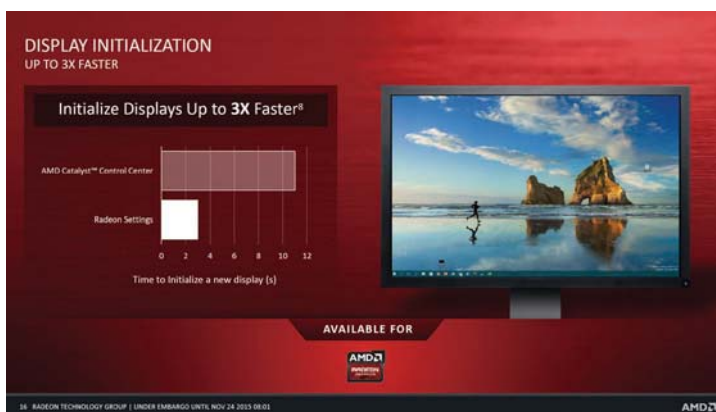 DISPLAY INITIALIZATION
UP TO 3X FASTER
Initialize Displays Up to 3X Faster⁸
AMD Catalyst™ Control Center
Radeon Settings
0 2 4 6 8 10 12
Time to Initialize a new display (s)
AVAILABLE FOR
AMD
RADEON
GRAPHICS
16 RADEON TECHNOLOGY GROUP | UNDER EMBARGO UNTIL NOV 24 2015 08:01
AMD